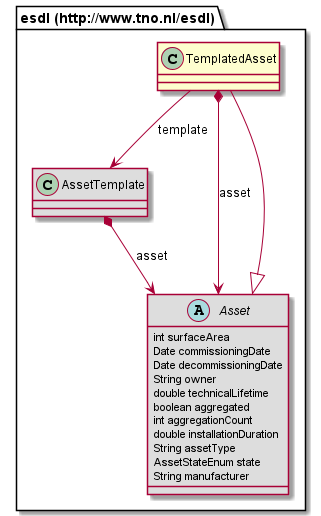 esdl (http://www.tno.nl/esdl)
C TemplatedAsset
template
C AssetTemplate
asset
asset
A Asset
int surfaceArea
Date commissioningDate
Date decommissioningDate
String owner
double technicalLifetime
boolean aggregated
int aggregationCount
double installationDuration
String assetType
AssetStateEnum state
String manufacturer